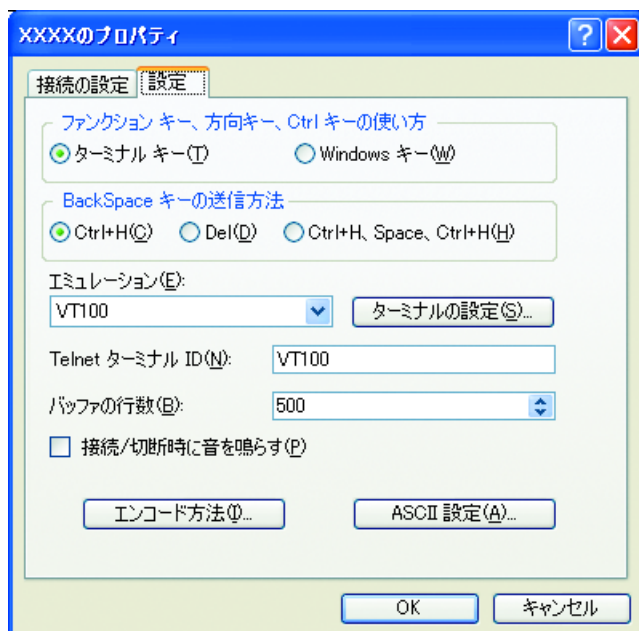 XXXXのプロパティ
接続の設定 設定
ファンクション キー、方向キー、Ctrl キーの使い方
ターミナル キー(T) Windows キー(W)
BackSpace キーの送信方法
Ctrl+H(C) Del(D) Ctrl+H、Space、Ctrl+H(H)
エミュレーション(E):
VT100 ターミナルの設定(S)...
Telnet ターミナル ID(N): VT100
バッファの行数(B): 500
接続/切断時に音を鳴らす(P)
エンコード方法(I)... ASCII 設定(A)...
OK キャンセル